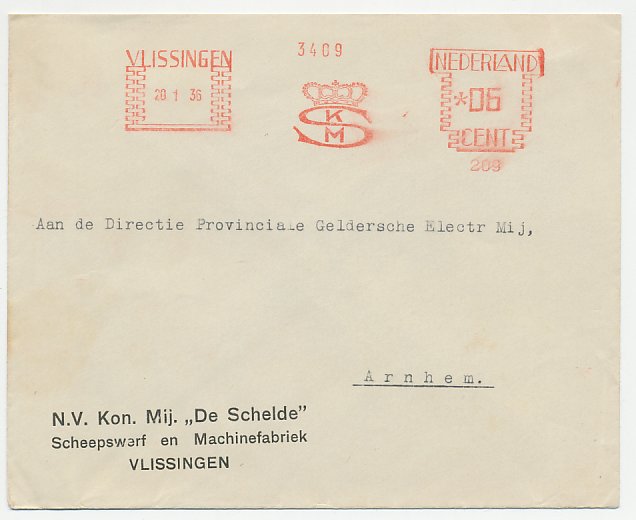 VLISSINGEN
20 1 36
3409
K
S
M
NEDERLAND
*06
CENT
209
Aan de Directie Provinciale Geldersche Electr Mij,
Arnhem.
N.V. Kon. Mij. „De Schelde”
Scheepswerf en Machinefabriek
VLISSINGEN